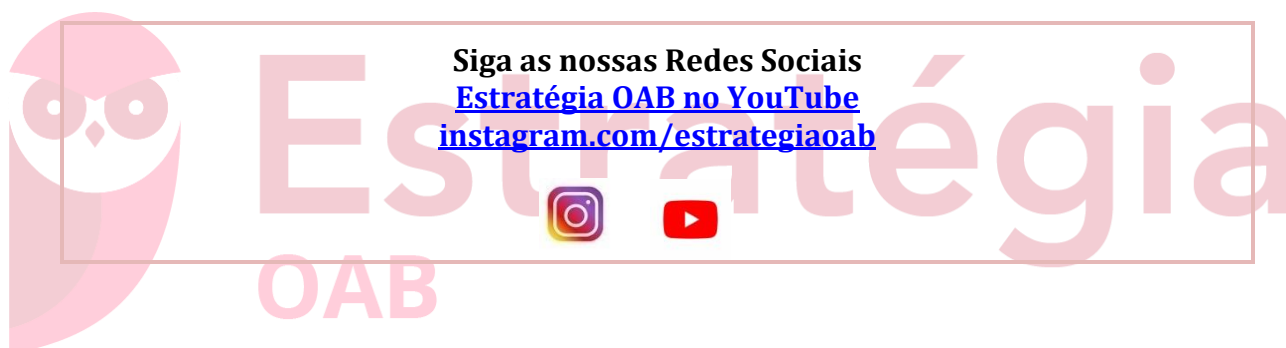 Siga as nossas Redes Sociais
Estratégia OAB no YouTube
instagram.com/estrategiaoab
Estratégia
OAB